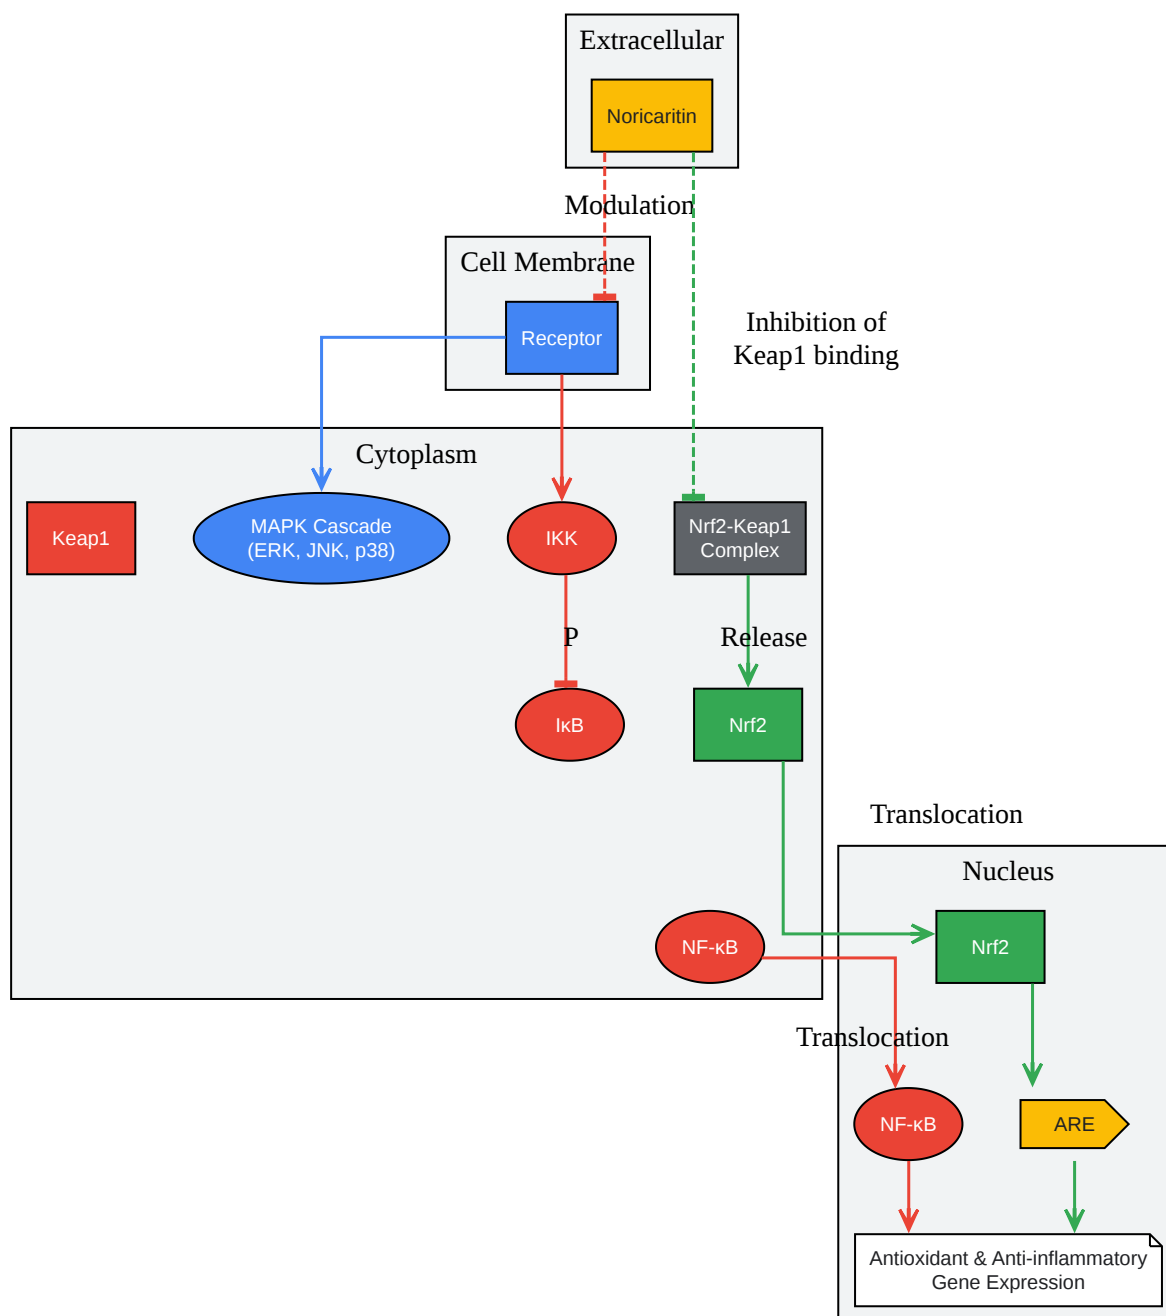 Extracellular
Noricaritin
Modulation
Cell Membrane
Receptor
Inhibition of
Keap1 binding
Cytoplasm
Keap1
MAPK Cascade
(ERK, JNK, p38)
IKK
Nrf2-Keap1
Complex
P
Release
IκB
Nrf2
Translocation
Nucleus
NF-κB
Nrf2
Translocation
NF-κB
ARE
Antioxidant & Anti-inflammatory
Gene Expression